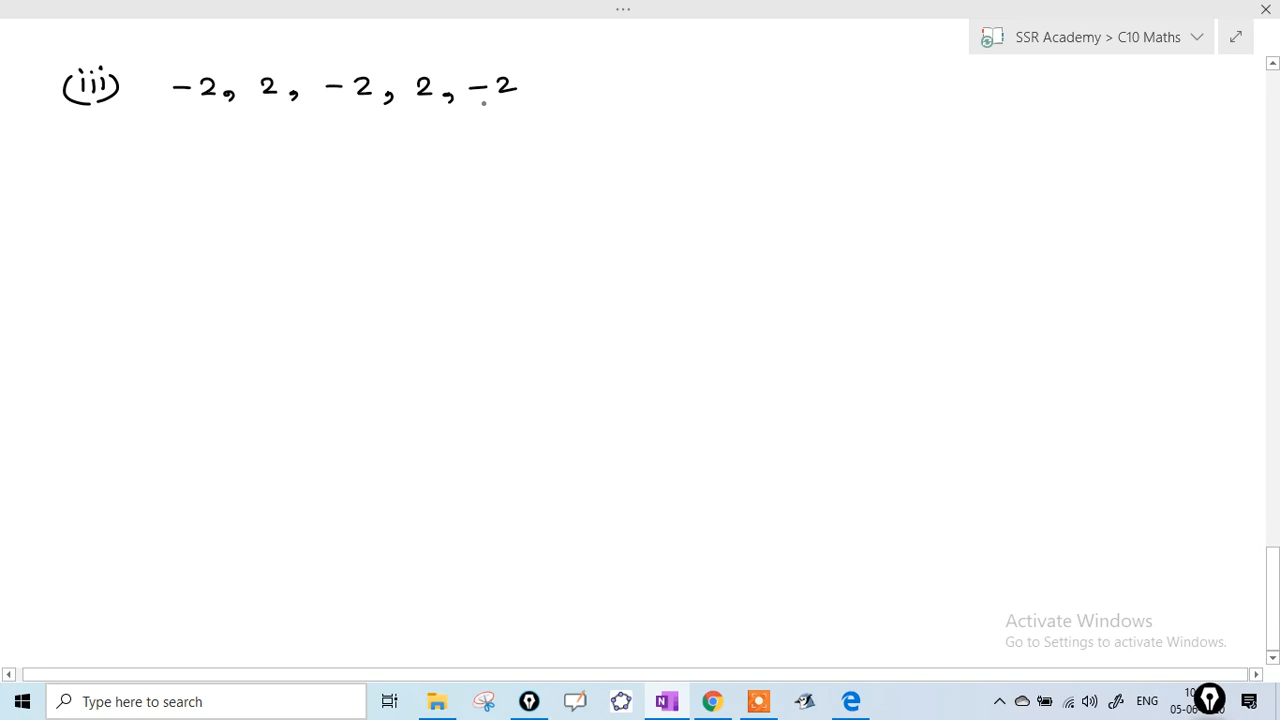 SSR Academy > C10 Maths
(iii) -2, 2, -2, 2, -2
Activate Windows
Go to Settings to activate Windows.
Type here to search
ENG